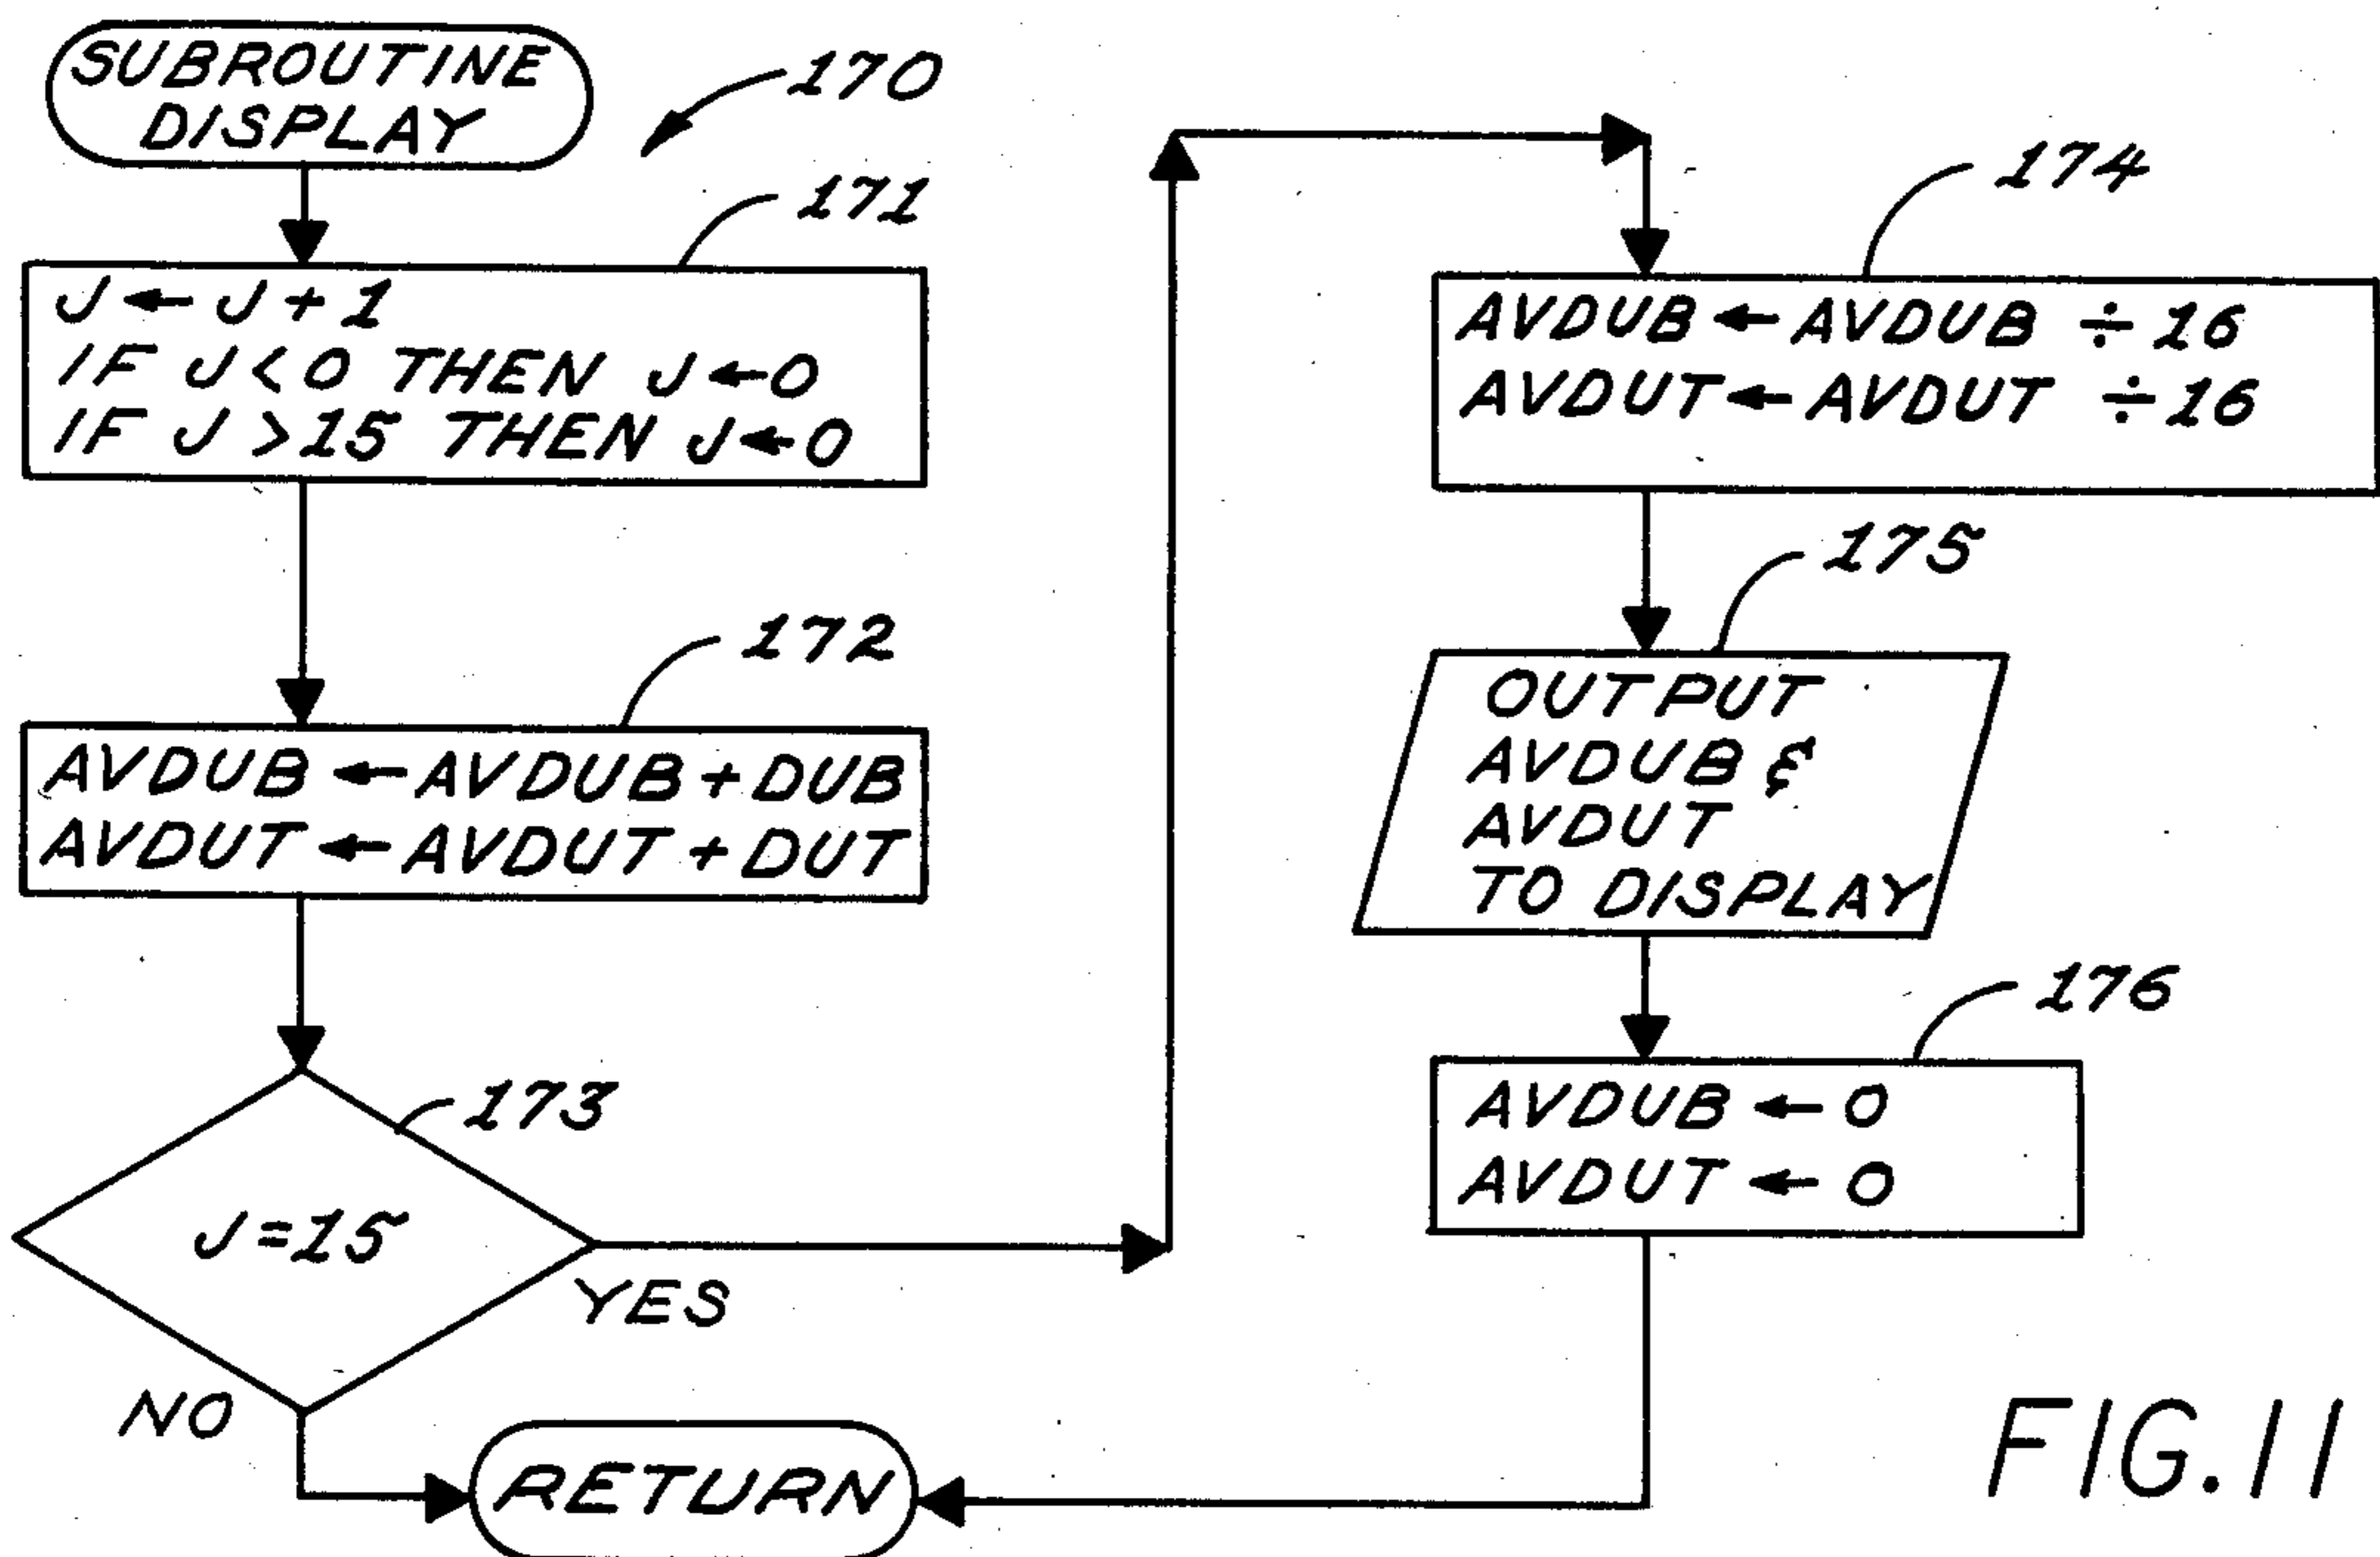 SUBROUTINE
DISPLAY
170
171
J ← J + 1
IF J < 0 THEN J ← 0
IF J > 15 THEN J ← 0
172
AVDUB ← AVDUB + DUB
AVDUT ← AVDUT + DUT
173
J = 15
YES
NO
RETURN
174
AVDUB ← AVDUB ÷ 16
AVDUT ← AVDUT ÷ 16
175
OUTPUT
AVDUB &
AVDUT
TO DISPLAY
176
AVDUB ← 0
AVDUT ← 0
FIG. 11